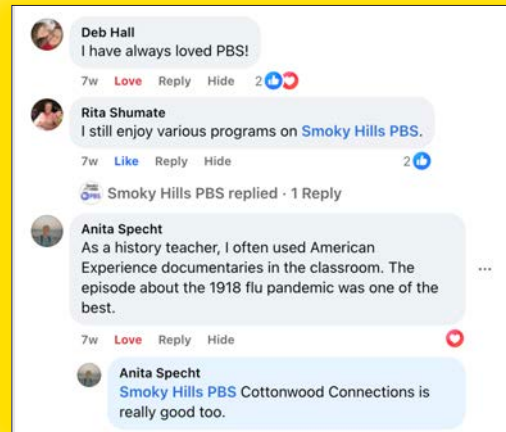 Deb Hall
I have always loved PBS!
7w Love Reply Hide 2
Rita Shumate
I still enjoy various programs on Smoky Hills PBS.
7w Like Reply Hide 2
Smoky Hills PBS replied · 1 Reply
Anita Specht
As a history teacher, I often used American
Experience documentaries in the classroom. The
episode about the 1918 flu pandemic was one of the
best.
7w Love Reply Hide
Anita Specht
Smoky Hills PBS Cottonwood Connections is
really good too.